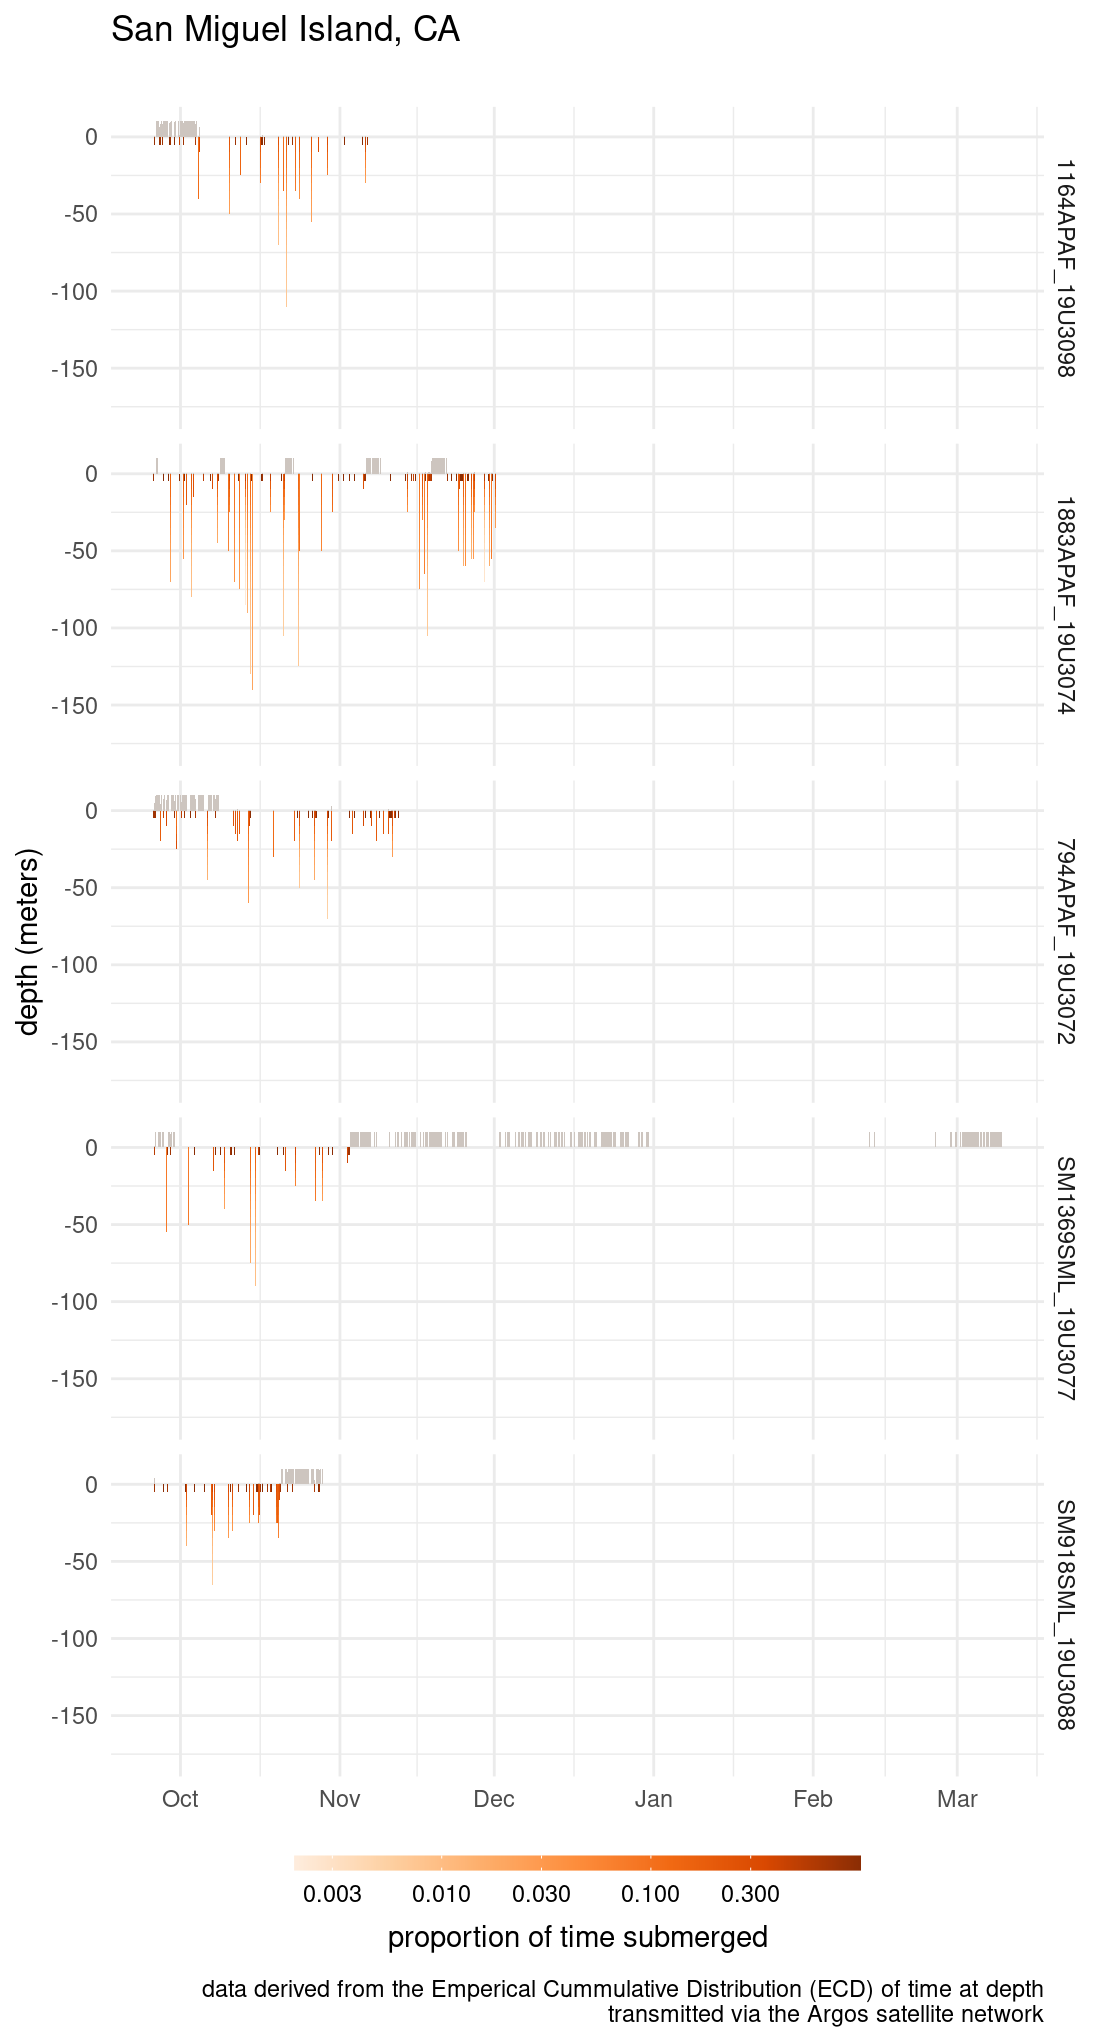 San Miguel Island, CA
0
-50
-100
-150
1164APAF_19U3098
0
-50
-100
-150
1883APAF_19U3074
0
-50
-100
-150
794APAF_19U3072
depth (meters)
0
-50
-100
-150
SM1369SML_19U3077
0
-50
-100
-150
SM918SML_19U3088
Oct Nov Dec Jan Feb Mar
0.003 0.010 0.030 0.100 0.300
proportion of time submerged
data derived from the Emperical Cummulative Distribution (ECD) of time at depth
transmitted via the Argos satellite network